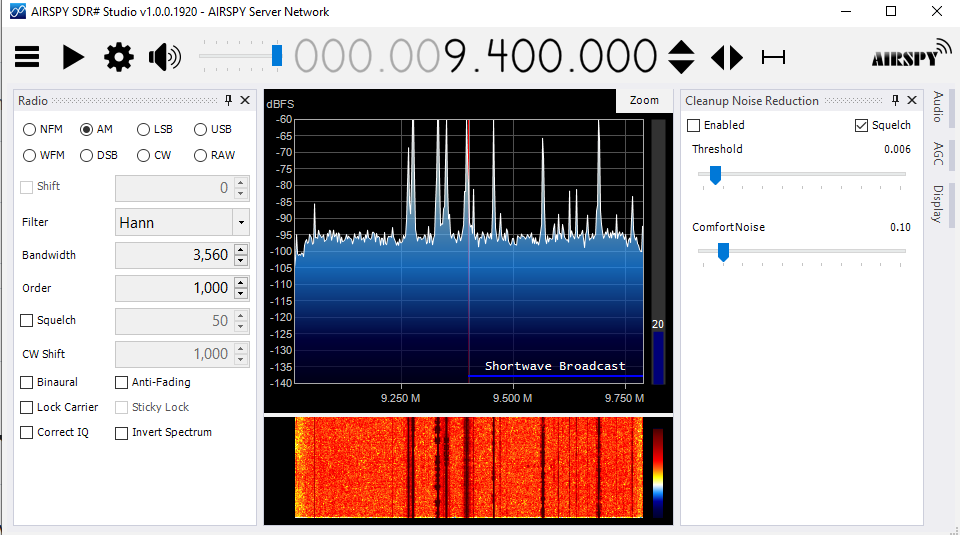 AIRSPY SDR# Studio v1.0.0.1920 - AIRSPY Server Network
000.009.400.000
AIRSPY
Radio
NFM AM LSB USB
WFM DSB CW RAW
Shift 0
Filter Hann
Bandwidth 3,560
Order 1,000
Squelch 50
CW Shift 1,000
Binaural Anti-Fading
Lock Carrier Sticky Lock
Correct IQ Invert Spectrum
dBFS
Zoom
-60
-65
-70
-75
-80
-85
-90
-95
-100
-105
-110
-115
-120
-125
-130
-135
-140
20
Shortwave Broadcast
9.250 M 9.500 M 9.750 M
Cleanup Noise Reduction
Enabled Squelch
Threshold 0.006
ComfortNoise 0.10
Audio
AGC
Display